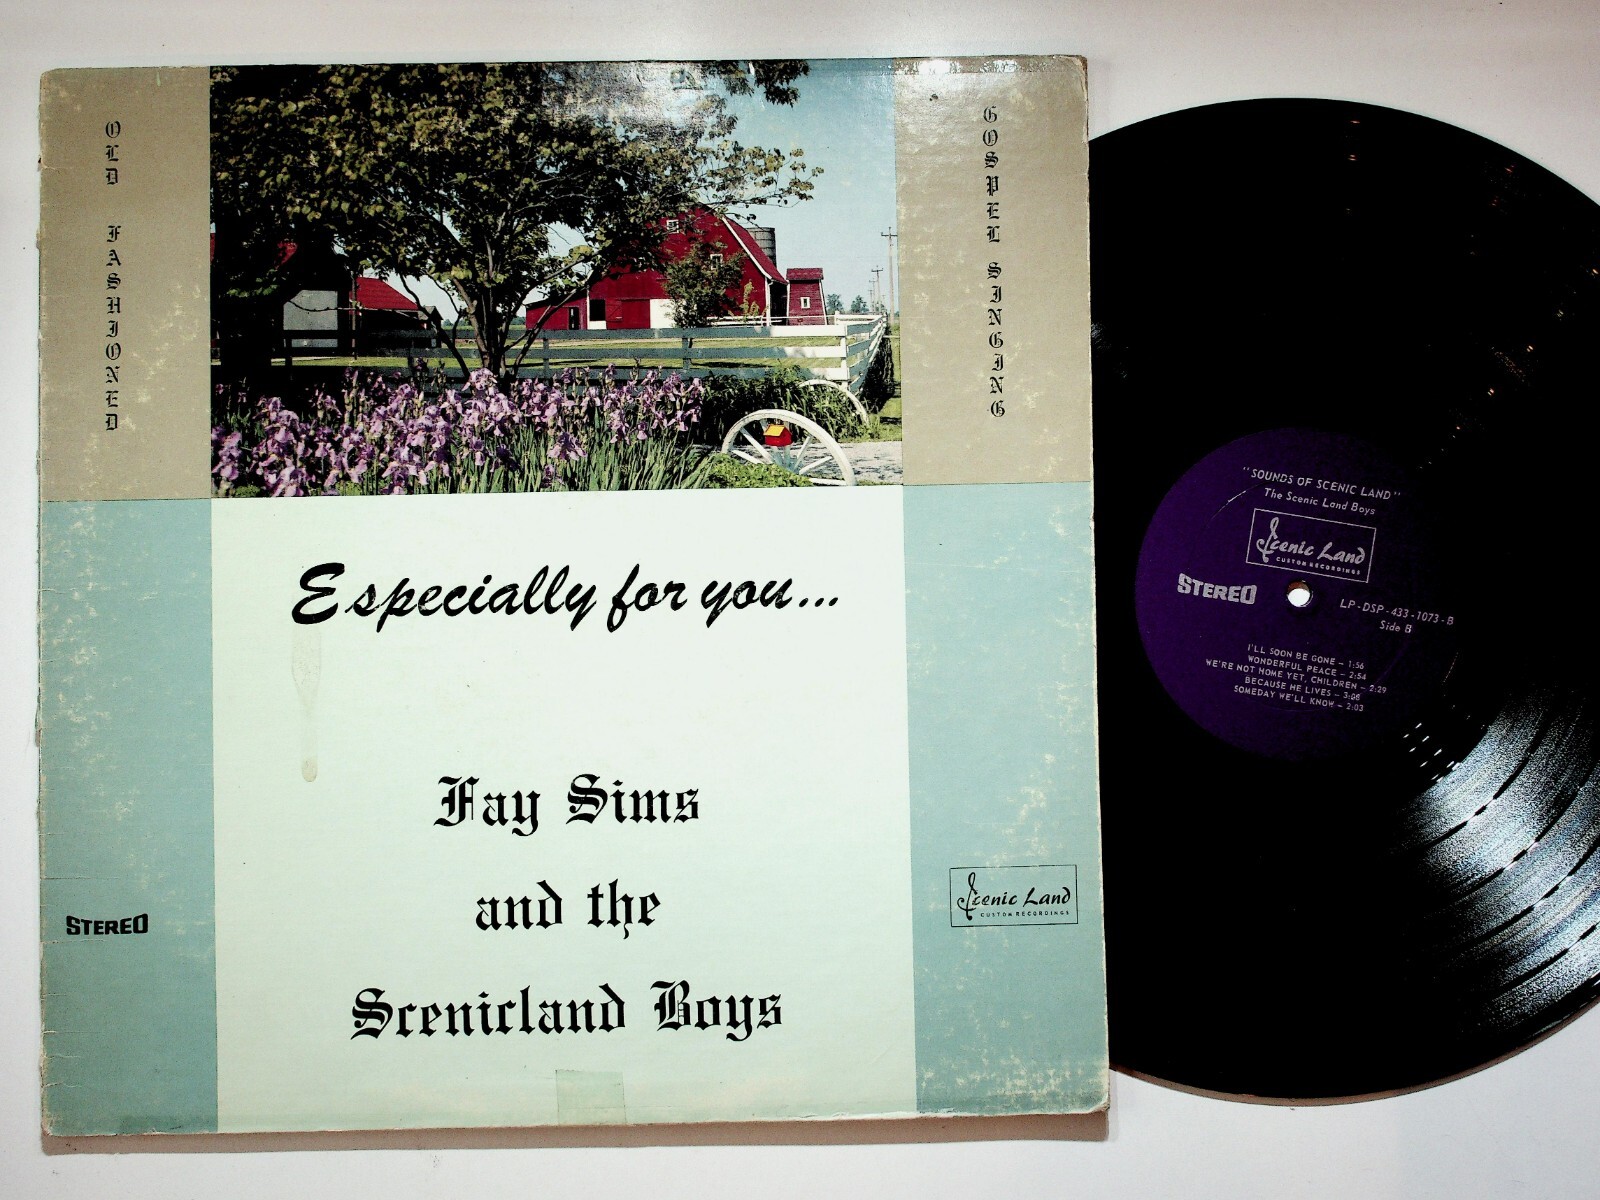 OLD FASHIONED
GOSPEL SINGING
Especially for you...
Fay Sims
and the
Scenicland Boys
STEREO
Scenic Land
CUSTOM RECORDINGS
"SOUNDS OF SCENIC LAND"
The Scenic Land Boys
Scenic Land
CUSTOM RECORDINGS
STEREO
LP-DSP-433-1073-B
Side B
I'LL SOON BE GONE – 1:56
WONDERFUL PEACE – 2:54
WE'RE NOT HOME YET, CHILDREN – 2:29
BECAUSE HE LIVES – 3:08
SOMEDAY WE'LL KNOW – 2:03